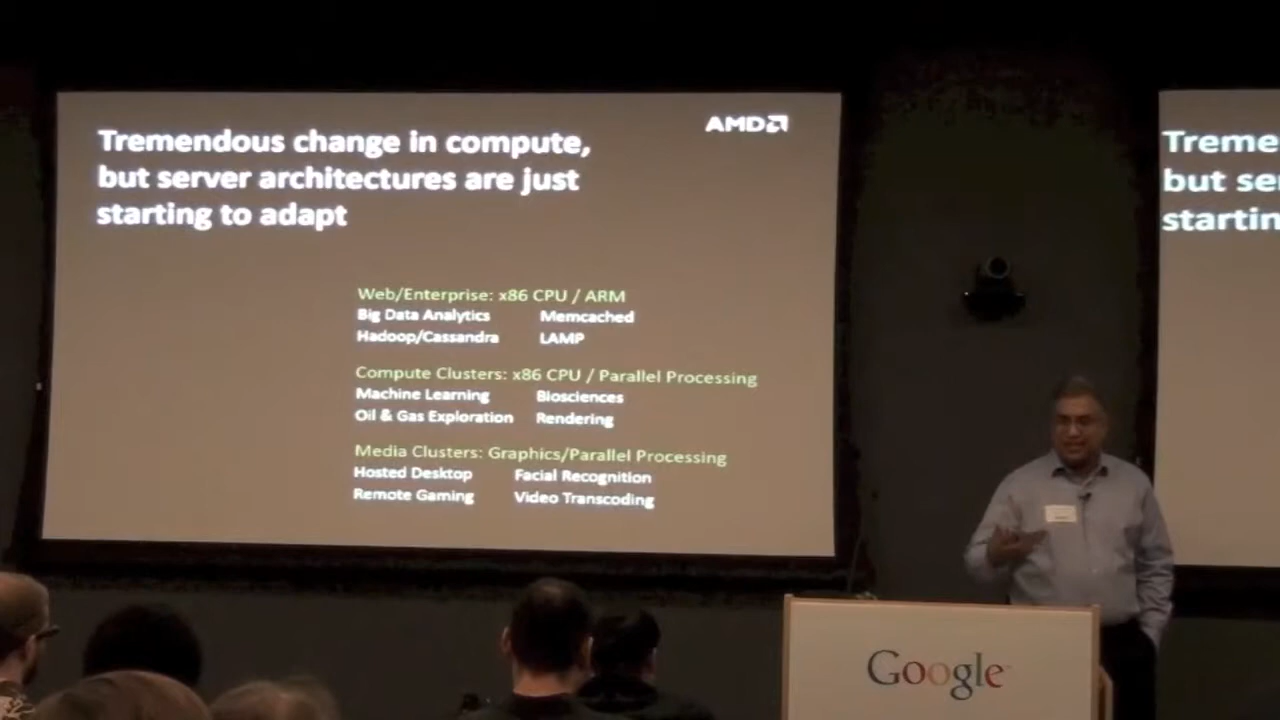 AMD
Tremendous change in compute,
but server architectures are just
starting to adapt
Web/Enterprise: x86 CPU / ARM
Big Data Analytics Memcached
Hadoop/Cassandra LAMP
Compute Clusters: x86 CPU / Parallel Processing
Machine Learning Biosciences
Oil & Gas Exploration Rendering
Media Clusters: Graphics/Parallel Processing
Hosted Desktop Facial Recognition
Remote Gaming Video Transcoding
Treme
but se
startin
Google